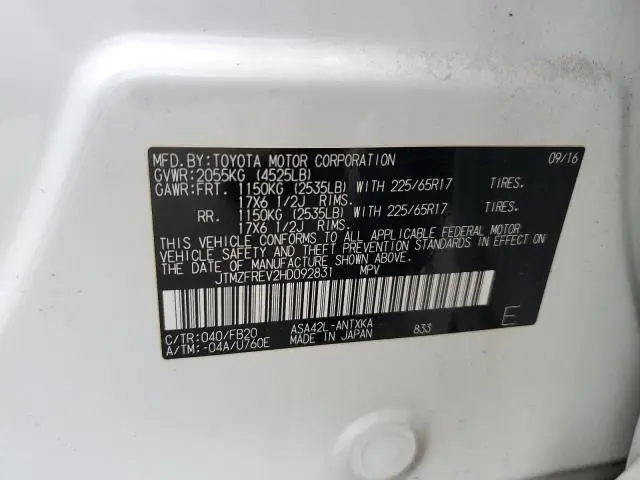 MFD.BY:TOYOTA MOTOR CORPORATION 09/16
GVWR:2055KG (4525LB)
GAWR:FRT. 1150KG (2535LB) WITH 225/65R17 TIRES.
17X6 1/2J RIMS.
RR. 1150KG (2535LB) WITH 225/65R17 TIRES.
17X6 1/2J RIMS.
THIS VEHICLE CONFORMS TO ALL APPLICABLE FEDERAL MOTOR
VEHICLE SAFETY AND THEFT PREVENTION STANDARDS IN EFFECT ON
THE DATE OF MANUFACTURE SHOWN ABOVE.
JTMZFREV2HD092831 MPV
C/TR:040/FB20 ASA42L-ANTXKA 833 E
A/TM:-04A/U760E MADE IN JAPAN